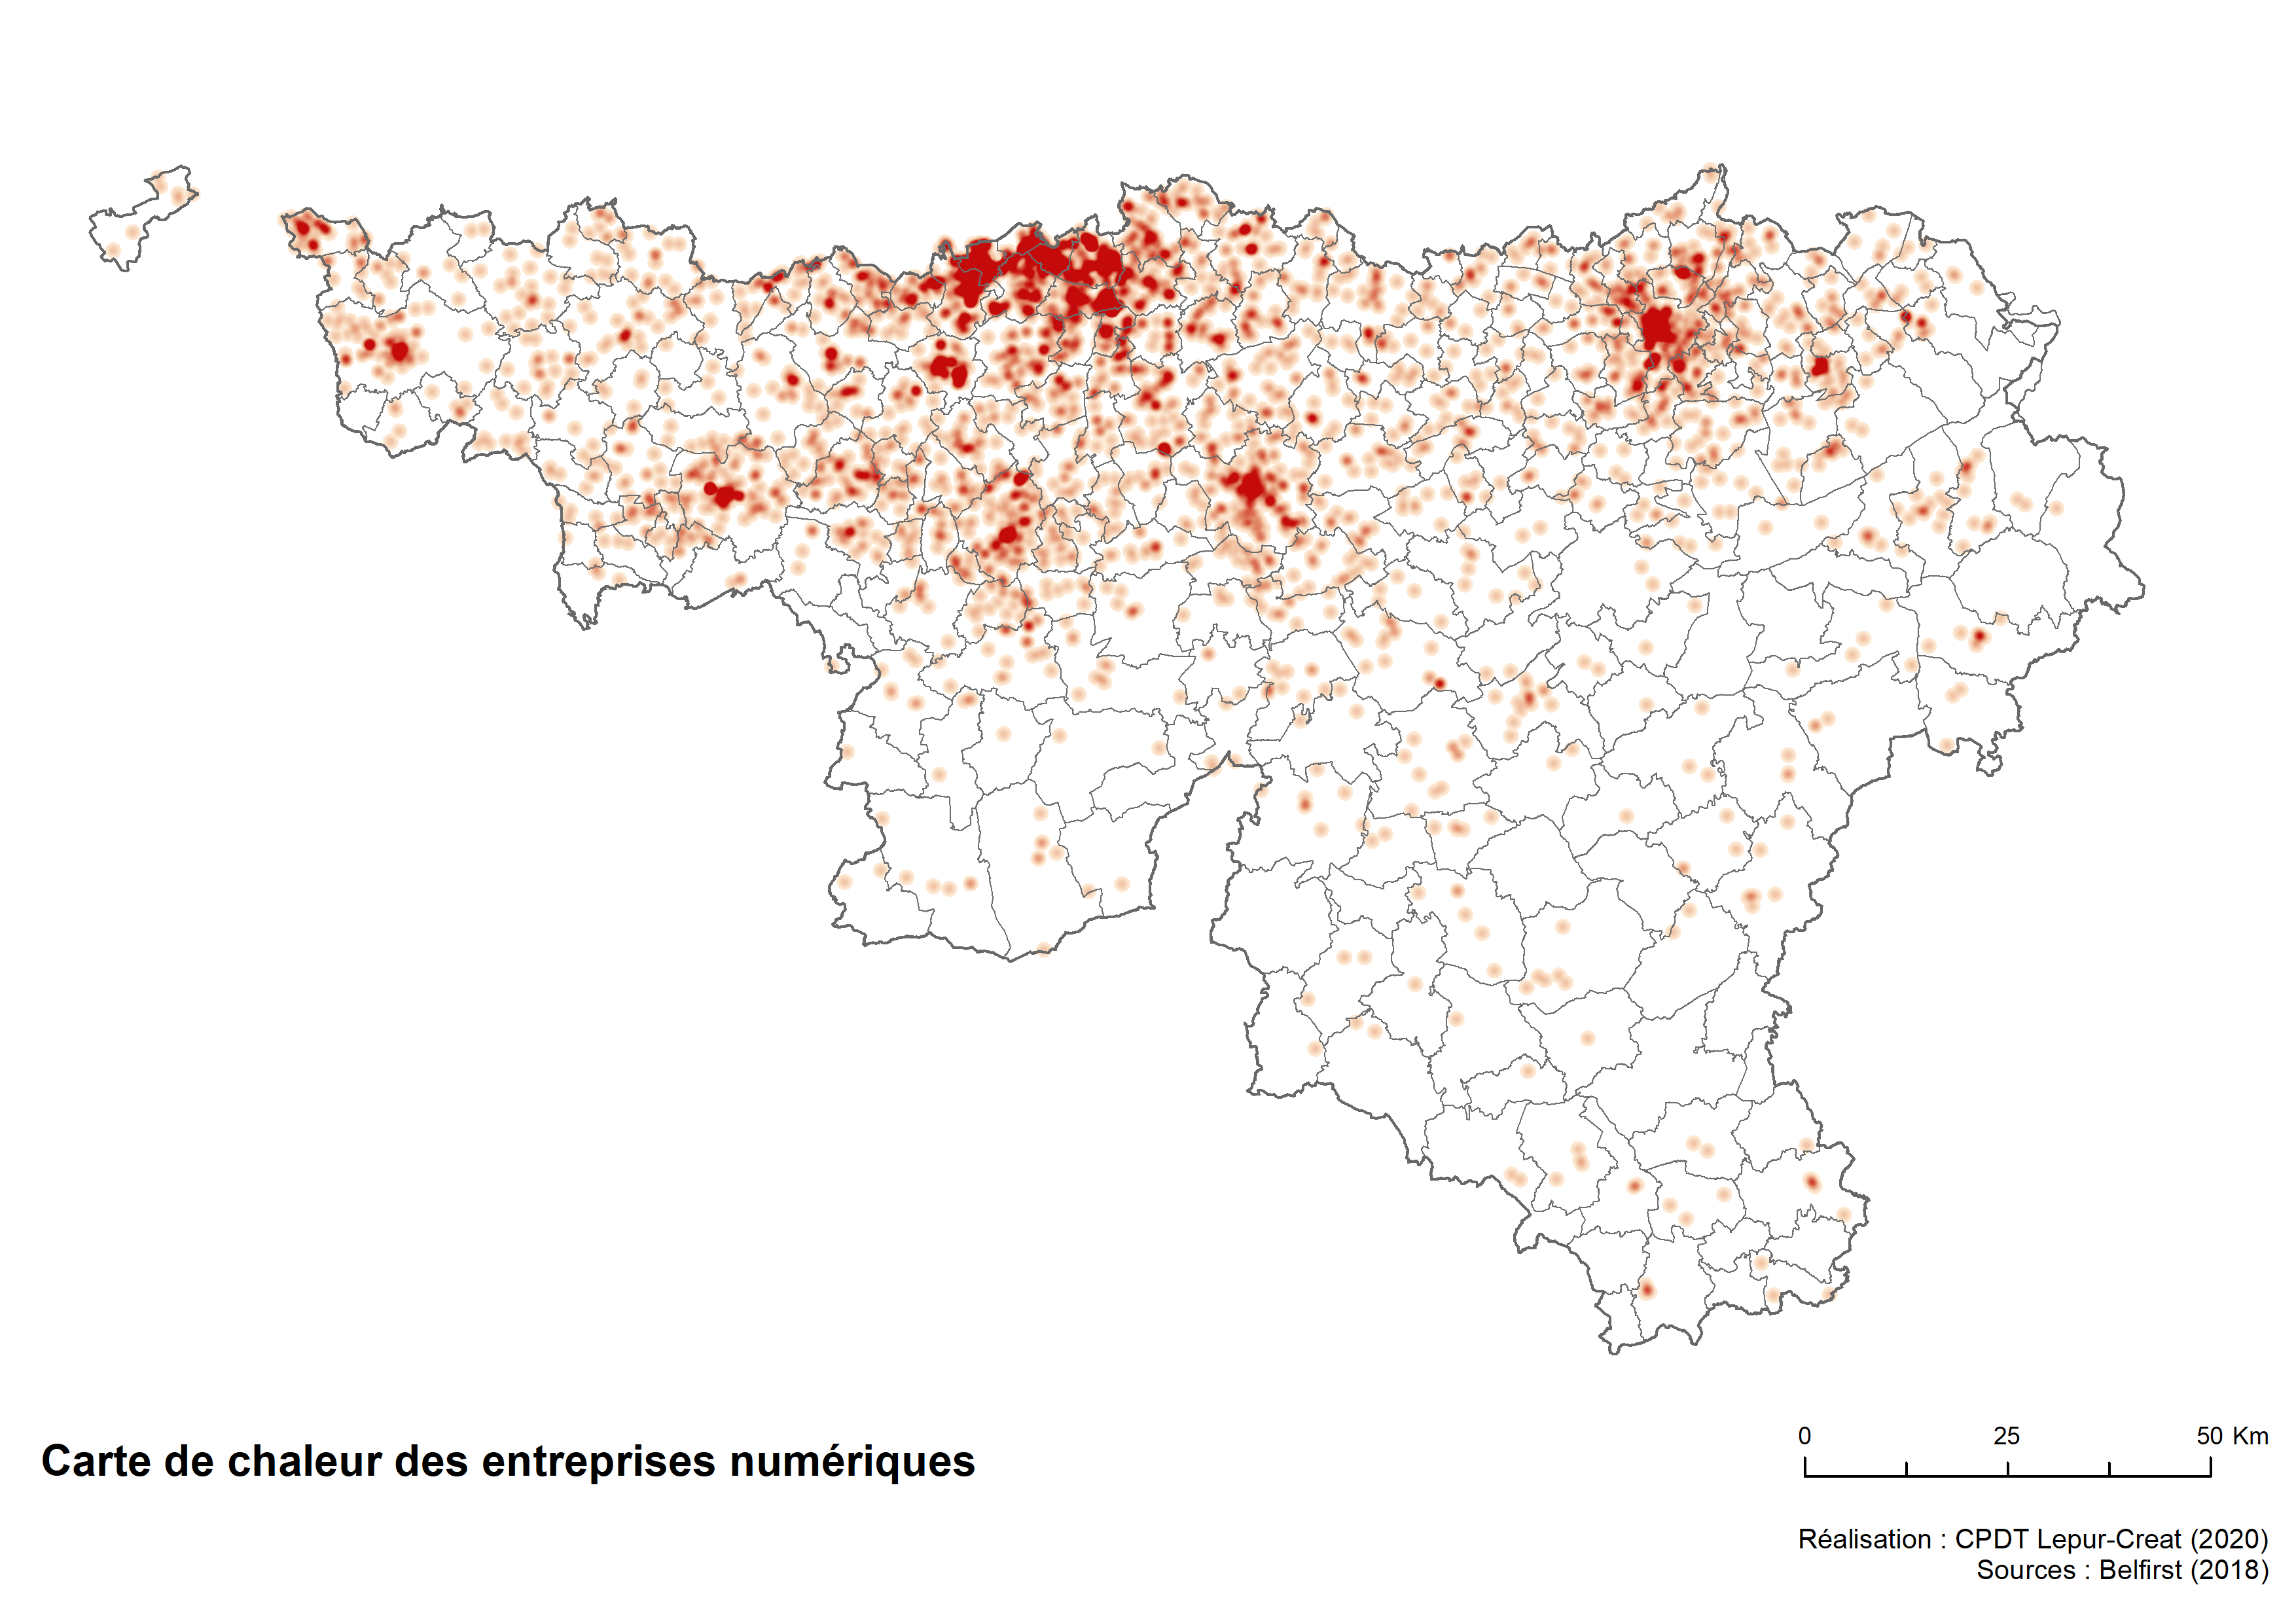 Carte de chaleur des entreprises numériques
0 25 50 Km
Réalisation : CPDT Lepur-Creat (2020)
Sources : Belfirst (2018)